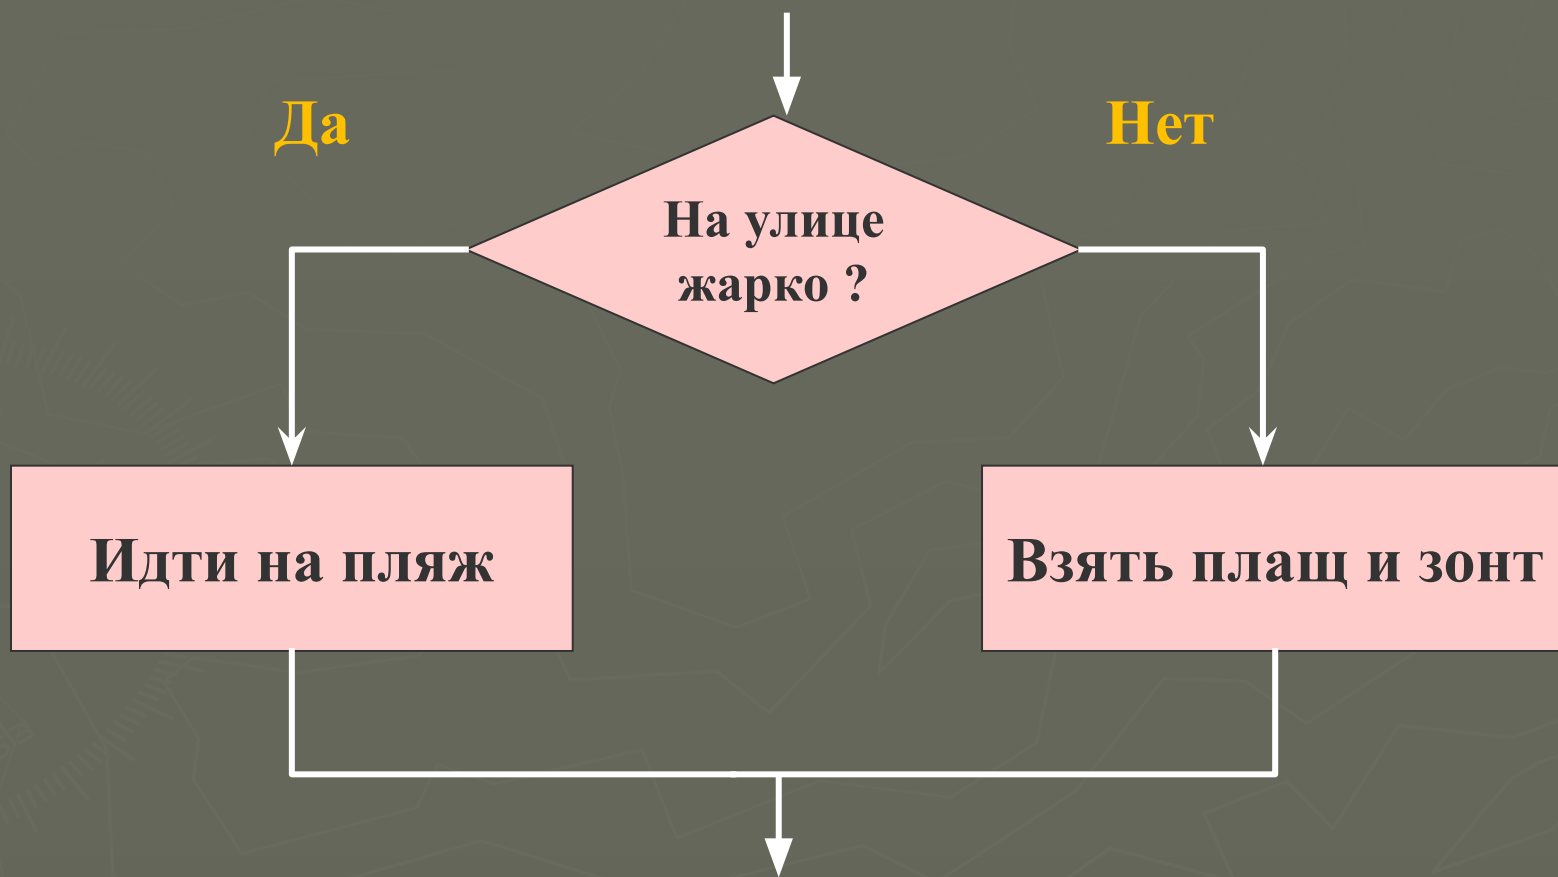 Да
Нет
На улице
жарко ?
Идти на пляж
Взять плащ и зонт